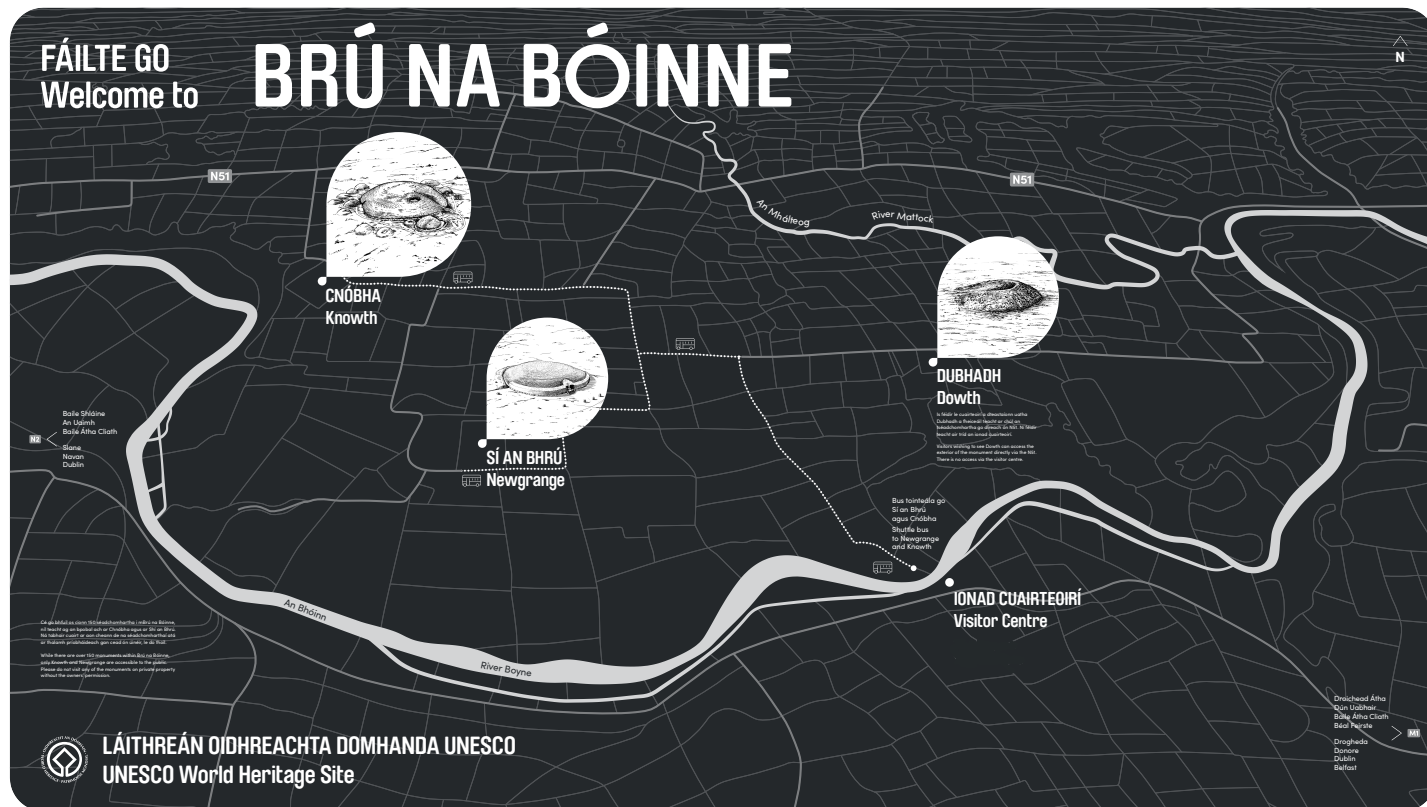 FÁILTE GO
Welcome to
BRÚ NA BÓINNE
N
N51
N51
An Mháiteog
River Mattock
CNÓBHA
Knowth
SÍ AN BHRÚ
Newgrange
DUBHADH
Dowth
Visitors wishing to see Dowth can access the
exterior of the monument directly via the N51.
There is no access via the visitor centre.
N2
Baile Shláine
An Uaimh
Baile Átha Cliath
Slane
Navan
Dublin
Bus tointeála go
Sí an Bhrú
agus Cnóbha
Shuttle bus
to Newgrange
and Knowth
IONAD CUAIRTEOIRÍ
Visitor Centre
An Bhóinn
River Boyne
While there are over 150 monuments within Brú na Bóinne,
only Knowth and Newgrange are accessible to the public.
Please do not visit any of the monuments on private property
without the owners' permission.
LÁITHREÁN OIDHREACHTA DOMHANDA UNESCO
UNESCO World Heritage Site
Droichead Átha
Dún Uabhair
Baile Átha Cliath
Béal Feirste
M1
Drogheda
Donore
Dublin
Belfast